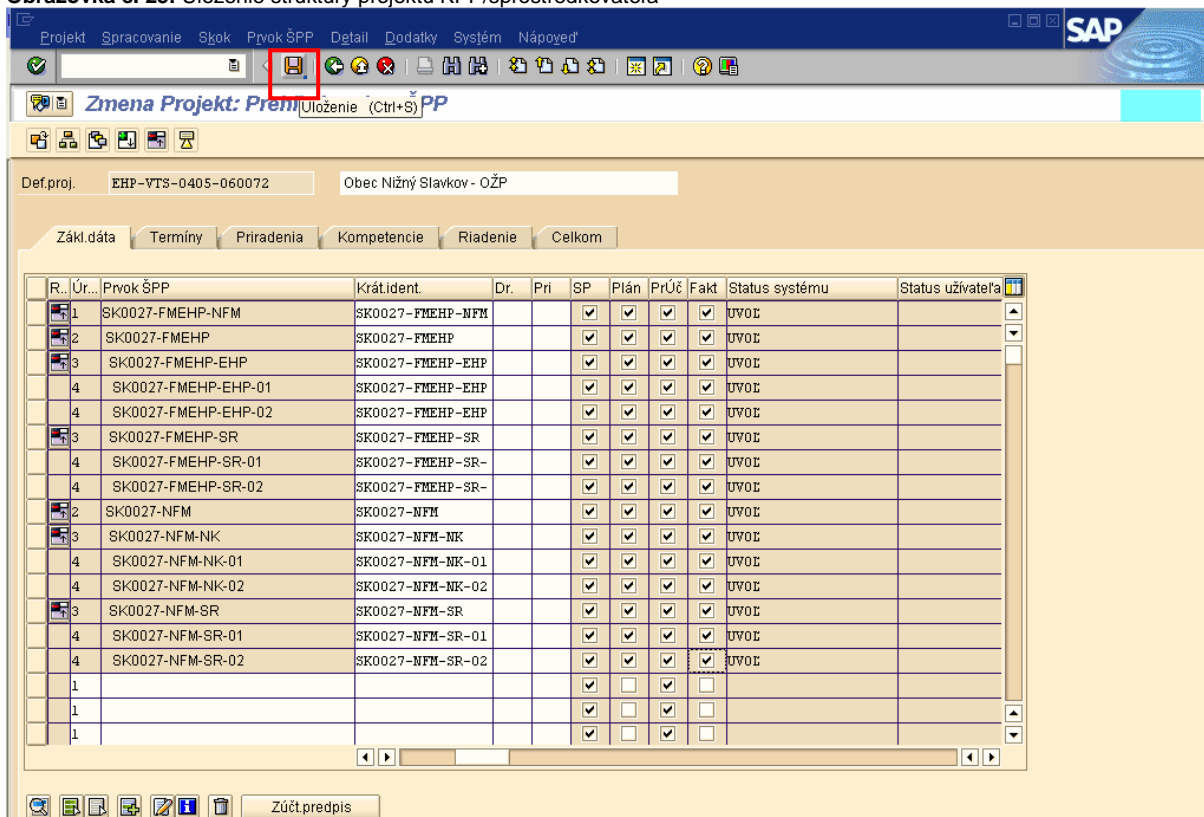 Projekt Spracovanie Skok Prvok ŠPP Detail Dodatky Systém Nápoveď
SAP
Zmena Projekt: Prehľ ŠPP
Uloženie (Ctrl+S)
Def.proj. EHP-VTS-0405-060072 Obec Nižný Slavkov - OŽP
Zákl.dáta Termíny Priradenia Kompetencie Riadenie Celkom
R.. Úr... Prvok ŠPP Krát.ident. Dr. Pri SP Plán PrÚč Fakt Status systému Status užívateľa
1 SK0027-FMEHP-NFM SK0027-FMEHP-NFM UVOĽ
2 SK0027-FMEHP SK0027-FMEHP UVOĽ
3 SK0027-FMEHP-EHP SK0027-FMEHP-EHP UVOĽ
4 SK0027-FMEHP-EHP-01 SK0027-FMEHP-EHP UVOĽ
4 SK0027-FMEHP-EHP-02 SK0027-FMEHP-EHP UVOĽ
3 SK0027-FMEHP-SR SK0027-FMEHP-SR UVOĽ
4 SK0027-FMEHP-SR-01 SK0027-FMEHP-SR- UVOĽ
4 SK0027-FMEHP-SR-02 SK0027-FMEHP-SR- UVOĽ
2 SK0027-NFM SK0027-NFM UVOĽ
3 SK0027-NFM-NK SK0027-NFM-NK UVOĽ
4 SK0027-NFM-NK-01 SK0027-NFM-NK-01 UVOĽ
4 SK0027-NFM-NK-02 SK0027-NFM-NK-02 UVOĽ
3 SK0027-NFM-SR SK0027-NFM-SR UVOĽ
4 SK0027-NFM-SR-01 SK0027-NFM-SR-01 UVOĽ
4 SK0027-NFM-SR-02 SK0027-NFM-SR-02 UVOĽ
1
1
1
Zúčt.predpis